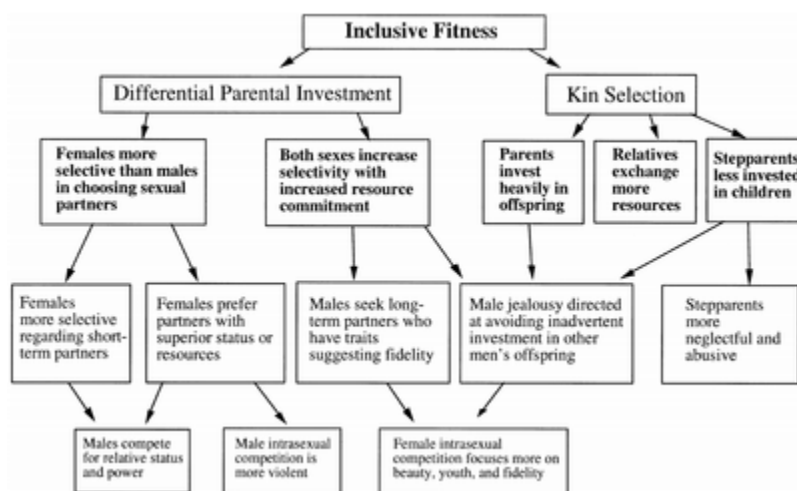 Inclusive Fitness
Differential Parental Investment
Kin Selection
Females more
selective than males
in choosing sexual
partners
Both sexes increase
selectivity with
increased resource
commitment
Parents
invest
heavily in
offspring
Relatives
exchange
more
resources
Stepparents
less invested
in children
Females
more selective
regarding short-
term partners
Females prefer
partners with
superior status or
resources
Males seek long-
term partners who
have traits
suggesting fidelity
Male jealousy directed
at avoiding inadvertent
investment in other
men's offspring
Stepparents
more
neglectful and
abusive
Males compete
for relative status
and power
Male intrasexual
competition is
more violent
Female intrasexual
competition focuses more on
beauty, youth, and fidelity